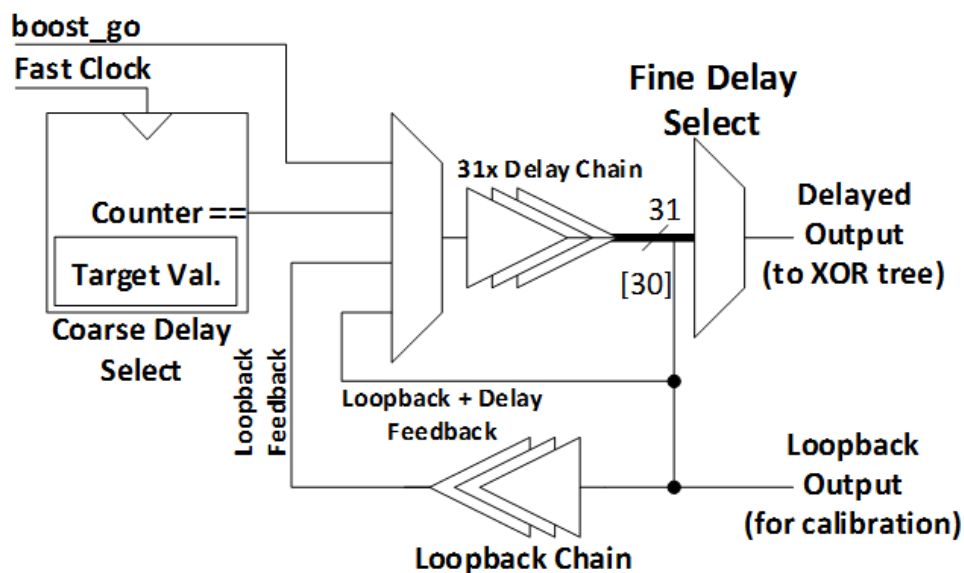 boost_go
Fast Clock
Fine Delay
Select
31x Delay Chain
31
Counter ==
Delayed
Output
(to XOR tree)
Target Val.
[30]
Coarse Delay
Select
Loopback
Feedback
Loopback + Delay
Feedback
Loopback
Output
(for calibration)
Loopback Chain